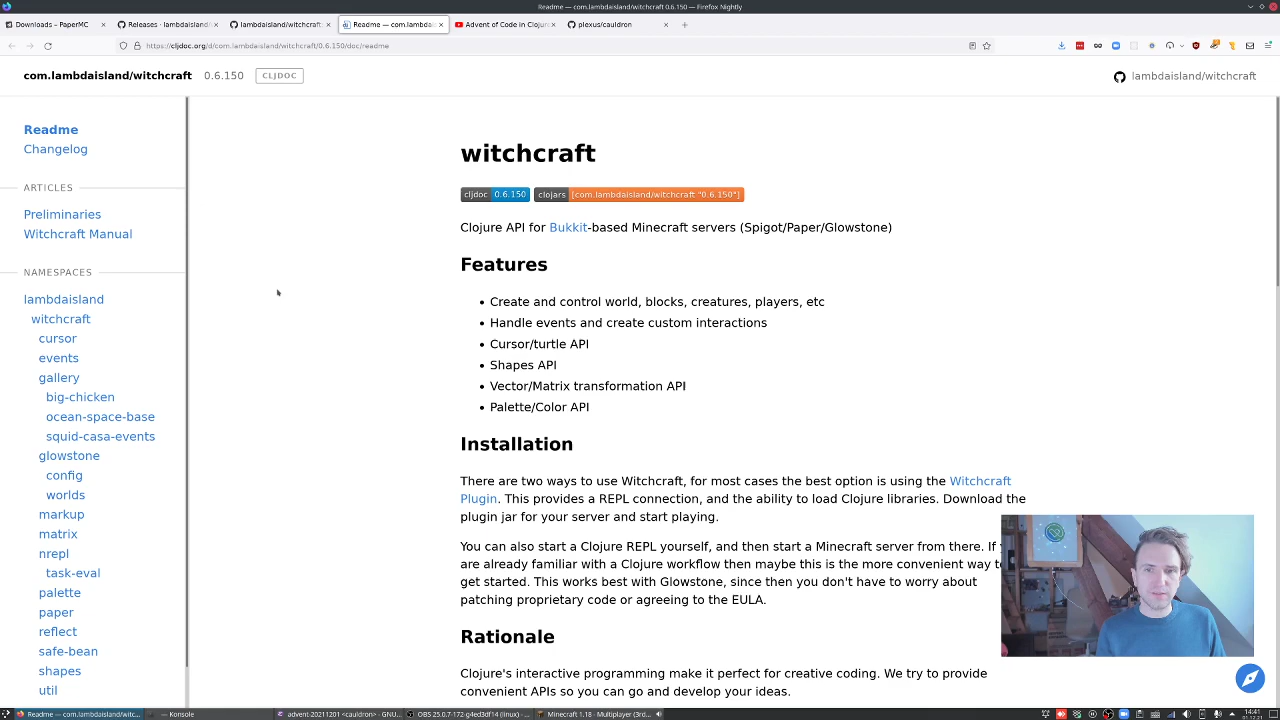 Readme — com.lambdaisland/witchcraft 0.6.150 — Firefox Nightly
Downloads – PaperMC
Releases · lambdaisland/
lambdaisland/witchcraft:
Readme — com.lambda
Advent of Code in Clojure
plexus/cauldron
https://cljdoc.org/d/com.lambdaisland/witchcraft/0.6.150/doc/readme
com.lambdaisland/witchcraft 0.6.150 CLJDOC
lambdaisland/witchcraft
Readme
Changelog
ARTICLES
Preliminaries
Witchcraft Manual
NAMESPACES
lambdaisland
witchcraft
cursor
events
gallery
big-chicken
ocean-space-base
squid-casa-events
glowstone
config
worlds
markup
matrix
nrepl
task-eval
palette
paper
reflect
safe-bean
shapes
util
witchcraft
cljdoc 0.6.150 clojars [com.lambdaisland/witchcraft "0.6.150"]
Clojure API for Bukkit-based Minecraft servers (Spigot/Paper/Glowstone)
Features
• Create and control world, blocks, creatures, players, etc
• Handle events and create custom interactions
• Cursor/turtle API
• Shapes API
• Vector/Matrix transformation API
• Palette/Color API
Installation
There are two ways to use Witchcraft, for most cases the best option is using the Witchcraft
Plugin. This provides a REPL connection, and the ability to load Clojure libraries. Download the
plugin jar for your server and start playing.
You can also start a Clojure REPL yourself, and then start a Minecraft server from there. If
are already familiar with a Clojure workflow then maybe this is the more convenient way to
get started. This works best with Glowstone, since then you don't have to worry about
patching proprietary code or agreeing to the EULA.
Rationale
Clojure's interactive programming make it perfect for creative coding. We try to provide
convenient APIs so you can go and develop your ideas.
Readme — com.lambdaisland/witc...
— Konsole
advent-20211201 <cauldron> – GNU...
OBS 25.0.7-172-g4ed3df14 (linux) - ...
Minecraft 1.18 - Multiplayer (3rd...
14:41